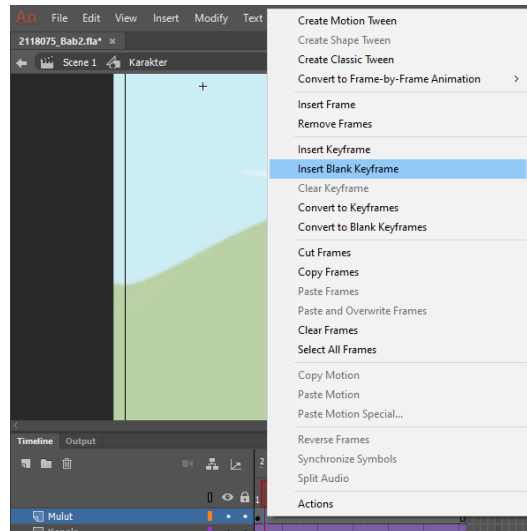 An File Edit View Insert Modify Text
2118075_Bab2.fla* ×
Scene 1 Karakter
Create Motion Tween
Create Shape Tween
Create Classic Tween
Convert to Frame-by-Frame Animation >
Insert Frame
Remove Frames
Insert Keyframe
Insert Blank Keyframe
Clear Keyframe
Convert to Keyframes
Convert to Blank Keyframes
Cut Frames
Copy Frames
Paste Frames
Paste and Overwrite Frames
Clear Frames
Select All Frames
Copy Motion
Paste Motion
Paste Motion Special...
Reverse Frames
Synchronize Symbols
Split Audio
Actions
Timeline Output
2
1
Mulut